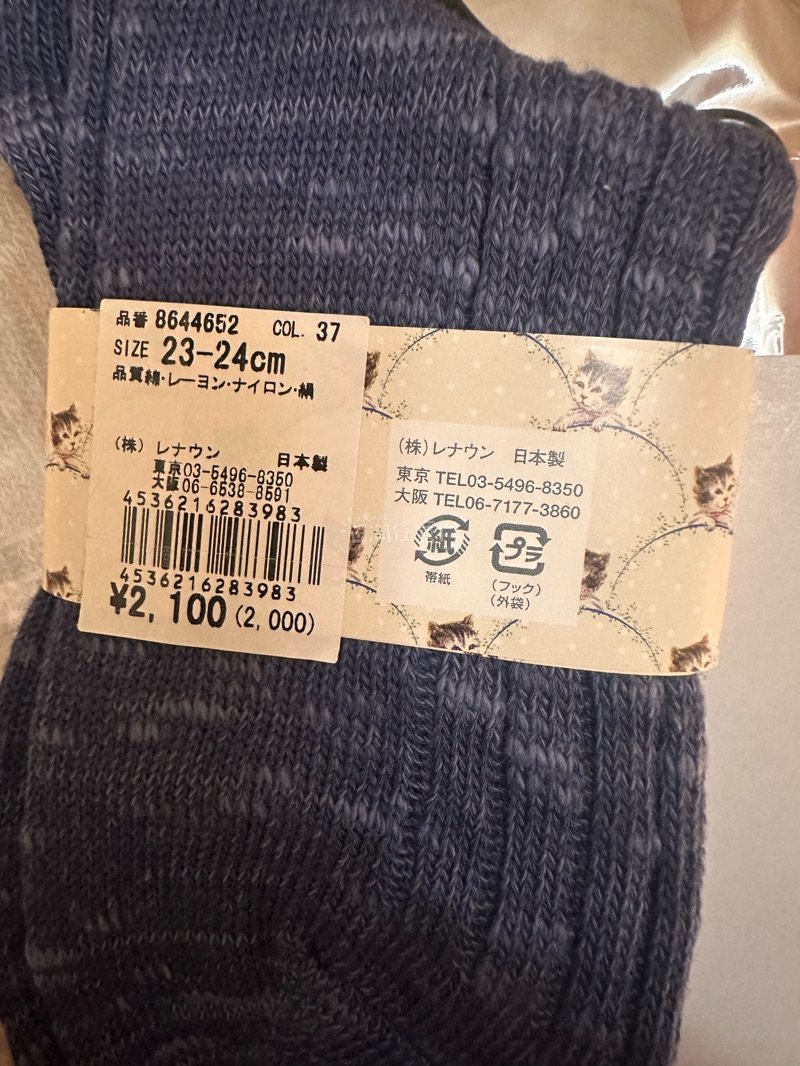 品番 8644652 COL. 37
SIZE 23-24cm
品質綿・レーヨン・ナイロン・絹
(株) レナウン 日本製
東京03-5496-8350
大阪06-6538-8591
4536216283983
4536216283983
¥2,100(2,000)
(株)レナウン 日本製
東京 TEL03-5496-8350
大阪 TEL06-7177-3860
紙 プラ
帯紙 (フック)
(外袋)